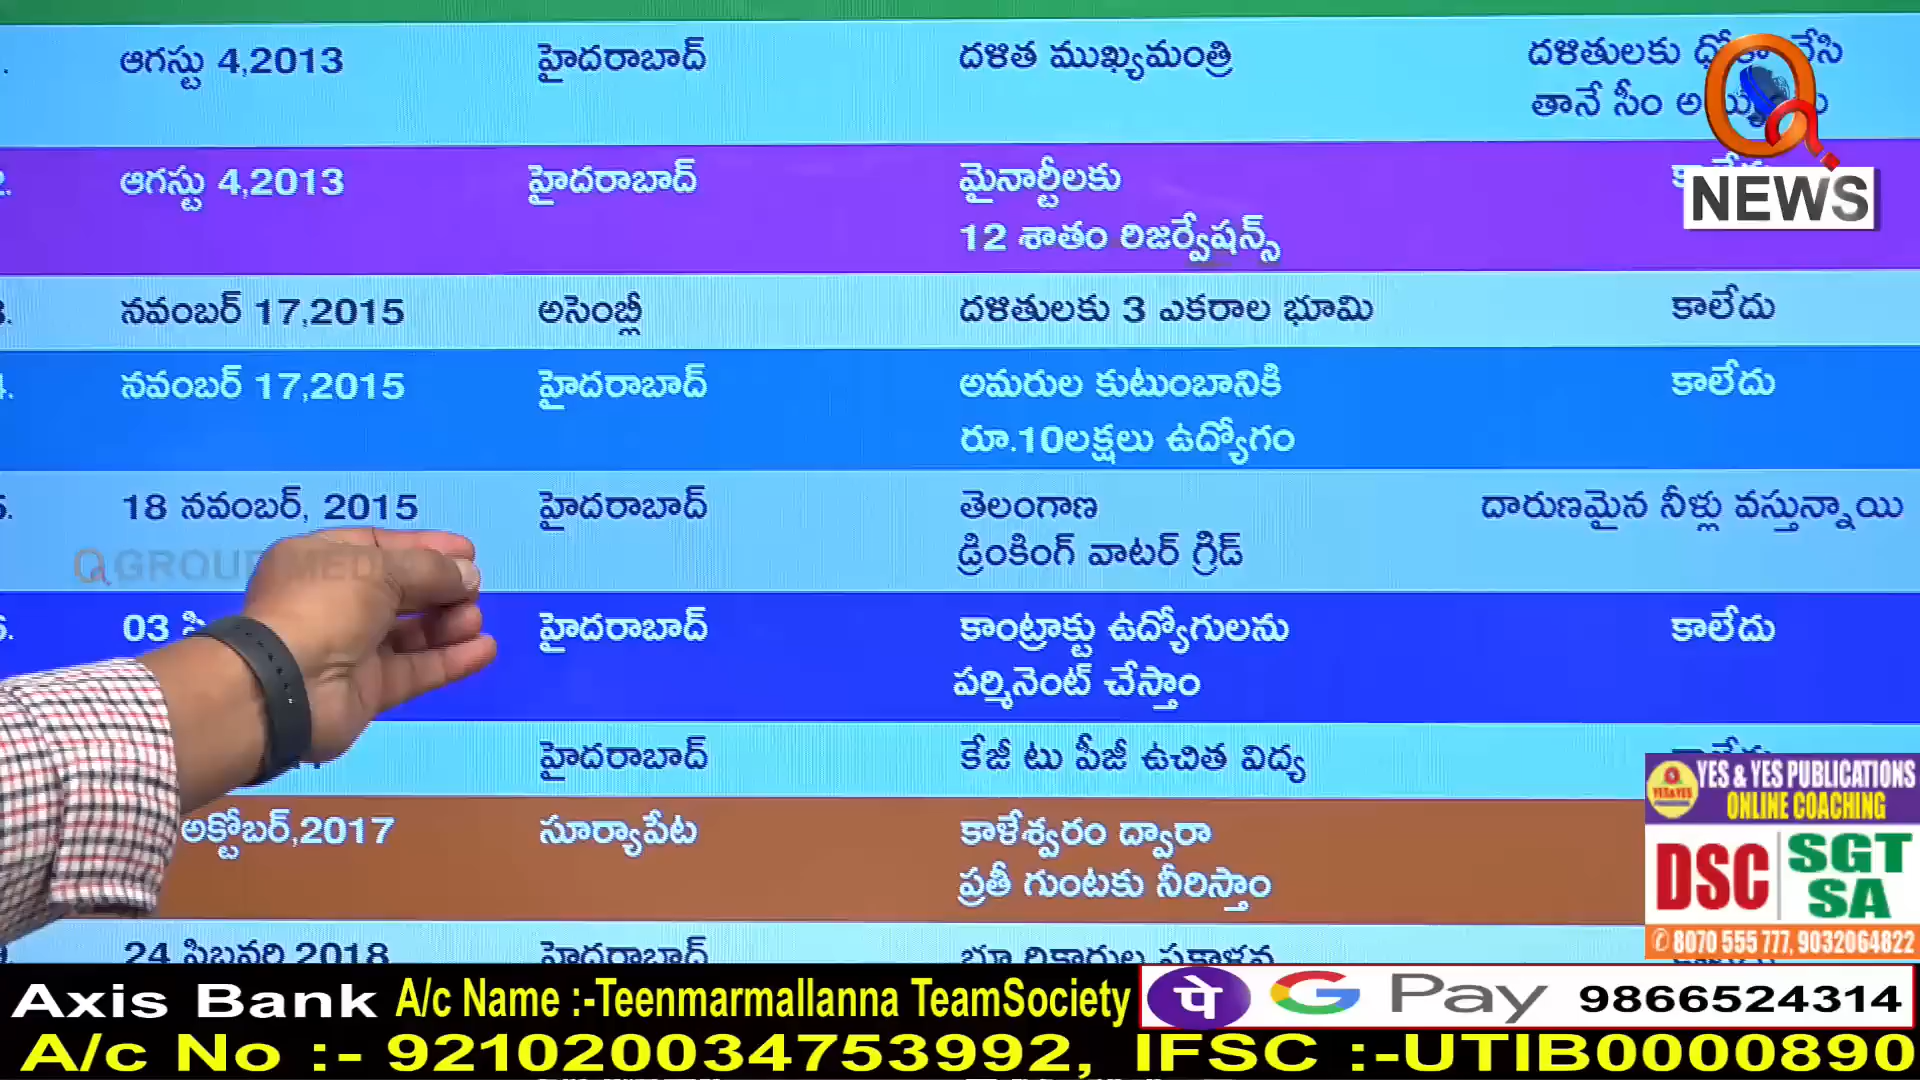 ఆగస్టు 4,2013 హైదరాబాద్ దళిత ముఖ్యమంత్రి దళితులకు
తానే సీం
ఆగస్టు 4,2013 హైదరాబాద్ మైనార్టీలకు
12 శాతం రిజర్వేషన్స్
NEWS
నవంబర్ 17,2015 అసెంబ్లీ దళితులకు 3 ఎకరాల భూమి కాలేదు
నవంబర్ 17,2015 హైదరాబాద్ అమరుల కుటుంబానికి కాలేదు
రూ.10లక్షలు ఉద్యోగం
18 నవంబర్, 2015 హైదరాబాద్ తెలంగాణ దారుణమైన నీళ్లు వస్తున్నాయి
డ్రింకింగ్ వాటర్ గ్రిడ్
03 హైదరాబాద్ కాంట్రాక్టు ఉద్యోగులను కాలేదు
పర్మినెంట్ చేస్తాం
హైదరాబాద్ కేజీ టు పీజీ ఉచిత విద్య
అక్టోబర్,2017 సూర్యాపేట కాళేశ్వరం ద్వారా
ప్రతీ గుంటకు నీరిస్తాం
24 ఫిబ్రవరి 2018 హైదరాబాద్ భూ రికార్డుల ప్రక్షాళన
YES & YES PUBLICATIONS
ONLINE COACHING
DSC SGT
SA
8070 555 777, 9032064822
Axis Bank A/c Name :-Teenmarmallanna TeamSociety पे G Pay 9866524314
A/c No :- 921020034753992, IFSC :-UTIB0000890